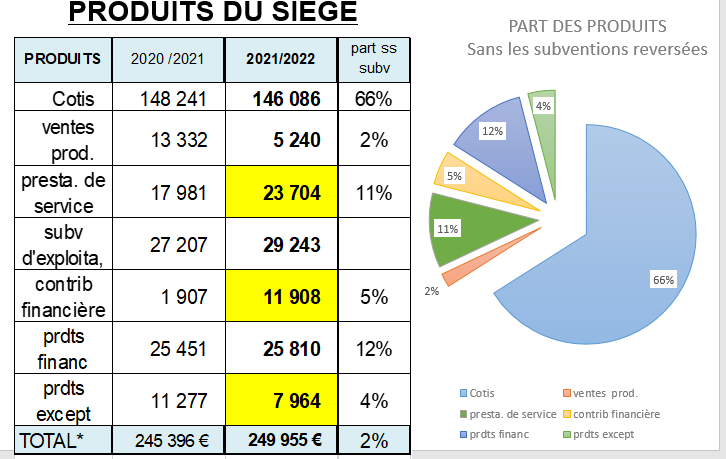 PRODUITS DU SIEGE
PRODUITS 2020 /2021 2021/2022 part ss
subv
Cotis 148 241 146 086 66%
ventes
prod. 13 332 5 240 2%
presta. de
service 17 981 23 704 11%
subv
d'exploita, 27 207 29 243
contrib
financière 1 907 11 908 5%
prdts
financ 25 451 25 810 12%
prdts
except 11 277 7 964 4%
TOTAL* 245 396 € 249 955 € 2%
PART DES PRODUITS
Sans les subventions reversées
4%
12%
5%
11%
2%
66%
Cotis ventes prod.
presta. de service contrib financière
prdts financ prdts except